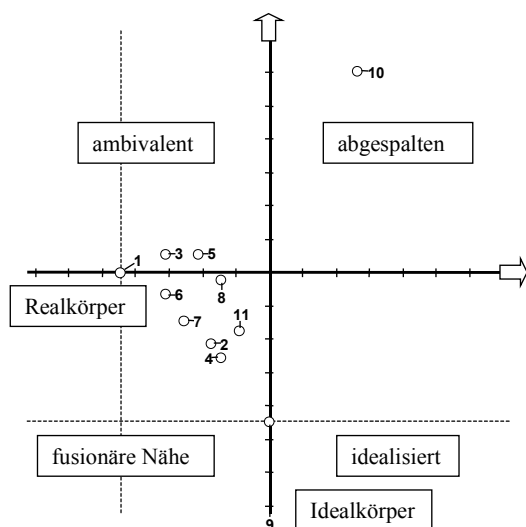 10
ambivalent
abgespalten
3 5
1
Realkörper
6
8
11
7
2
4
fusionäre Nähe
idealisiert
Idealkörper
9